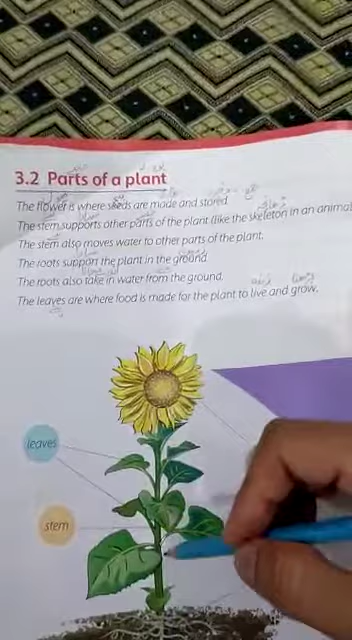 3.2 Parts of a plant
The flower is where seeds are made and stored
The stem supports other parts of the plant (like the skeleton in an animal
The stem also moves water to other parts of the plant.
The roots support the plant in the ground
The roots also take in water from the ground.
The leaves are where food is made for the plant to live and grow.
leaves
stem